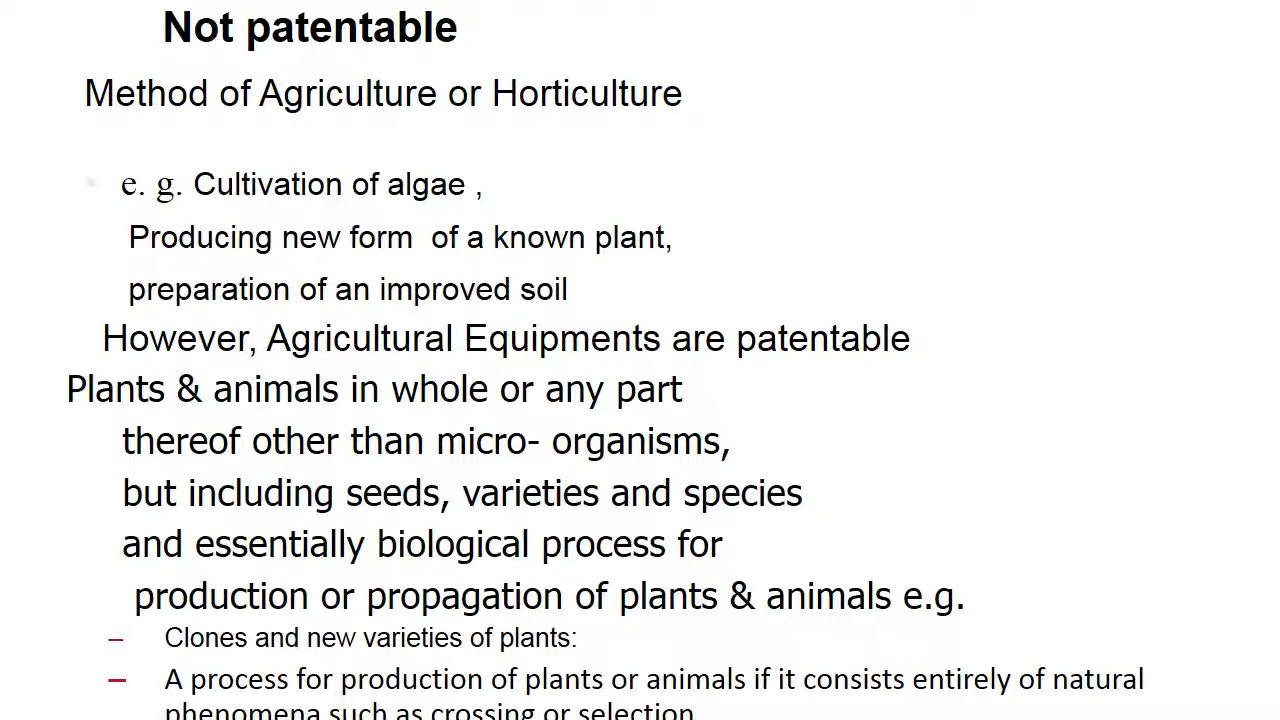 Not patentable
Method of Agriculture or Horticulture
e. g. Cultivation of algae ,
Producing new form of a known plant,
preparation of an improved soil
However, Agricultural Equipments are patentable
Plants & animals in whole or any part
thereof other than micro- organisms,
but including seeds, varieties and species
and essentially biological process for
production or propagation of plants & animals e.g.
– Clones and new varieties of plants:
– A process for production of plants or animals if it consists entirely of natural
phenomena such as crossing or selection